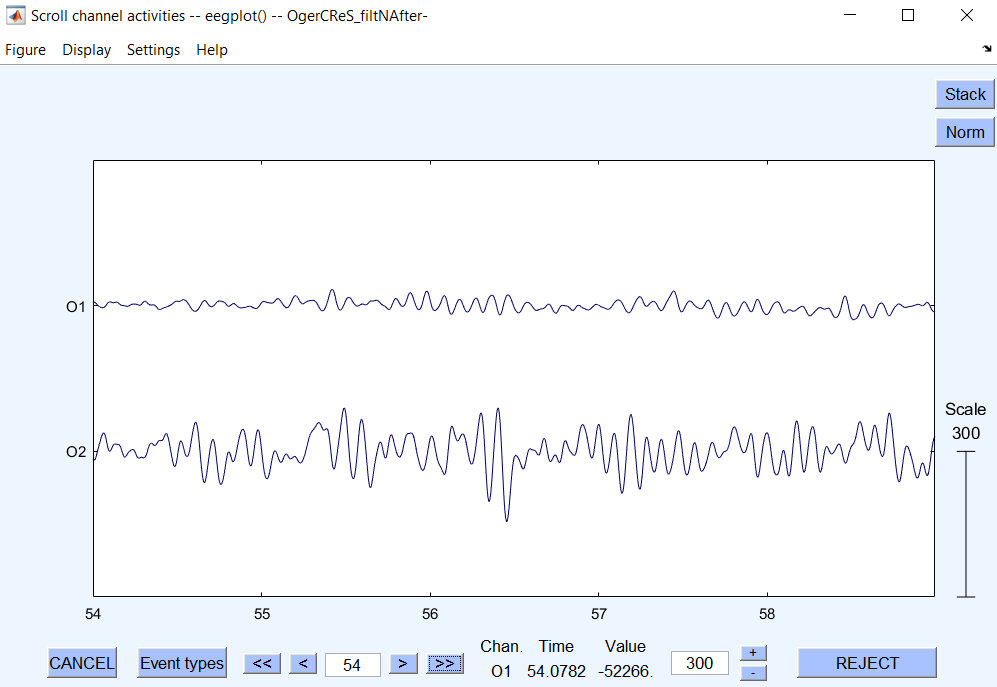 Scroll channel activities -- eegplot() -- OgerCReS_filtNAfter-
Figure Display Settings Help
Stack
Norm
O1
Scale
300
O2
54 55 56 57 58
Chan. Time Value
CANCEL Event types << < 54 > >> O1 54.0782 -52266. 300 + - REJECT